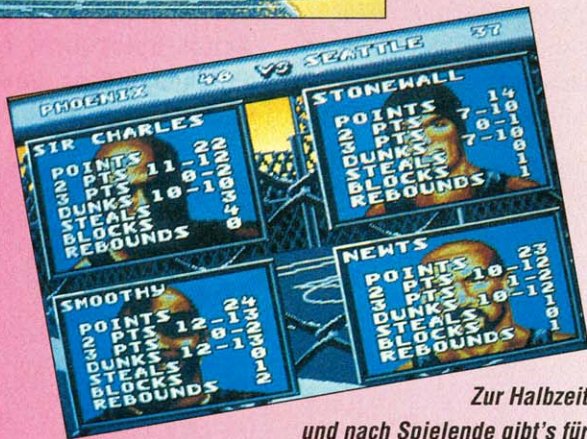 PHOENIX 46 VS SEATTLE 37
SIR CHARLES
POINTS 22
2 PTS 11-12
3 PTS 0-2
DUNKS 10-10
STEALS 3
BLOCKS 4
REBOUNDS 0
STONEWALL
POINTS 14
2 PTS 7-10
3 PTS 0-1
DUNKS 7-10
STEALS 0
BLOCKS 1
REBOUNDS 1
SMOOTHY
POINTS 24
2 PTS 12-13
3 PTS 0-2
DUNKS 12-13
STEALS 0
BLOCKS 1
REBOUNDS 2
NEWTS
POINTS 23
2 PTS 10-12
3 PTS 1-2
DUNKS 10-12
STEALS 1
BLOCKS 0
REBOUNDS 1
Zur Halbzeit
und nach Spielende gibt's für